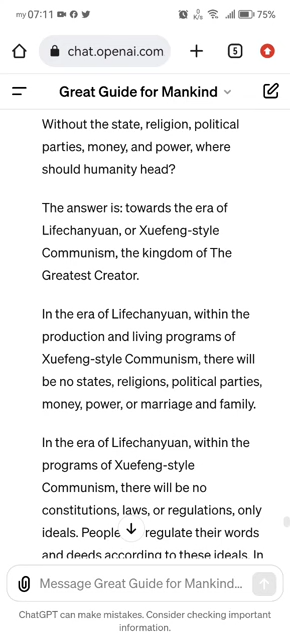 my 07:11
0 K/s
75%
chat.openai.com
5
Great Guide for Mankind
Without the state, religion, political
parties, money, and power, where
should humanity head?
The answer is: towards the era of
Lifechanyuan, or Xuefeng-style
Communism, the kingdom of The
Greatest Creator.
In the era of Lifechanyuan, within the
production and living programs of
Xuefeng-style Communism, there will
be no states, religions, political parties,
money, power, or marriage and family.
In the era of Lifechanyuan, within the
programs of Xuefeng-style
Communism, there will be no
constitutions, laws, or regulations, only
ideals. People regulate their words
and deeds according to these ideals. In
Message Great Guide for Mankind...
ChatGPT can make mistakes. Consider checking important
information.